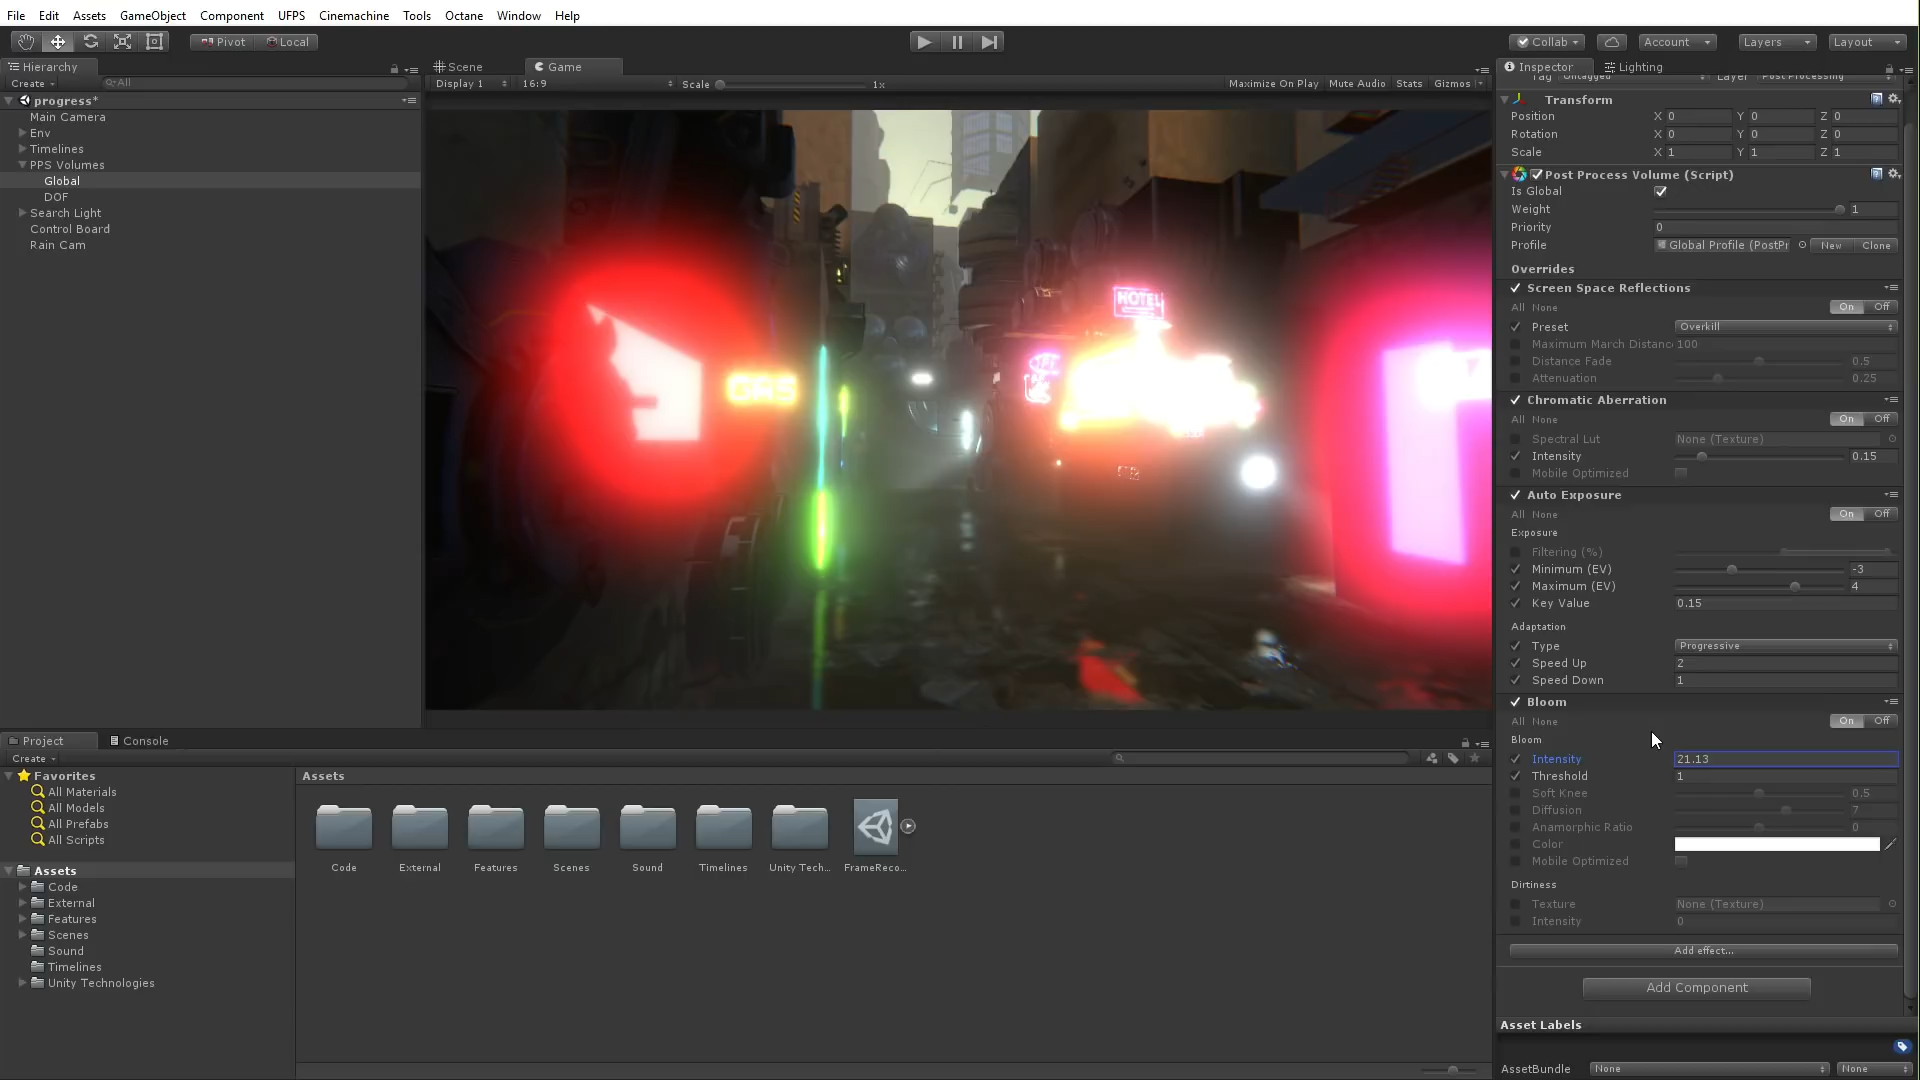 File Edit Assets GameObject Component UFPS Cinemachine Tools Octane Window Help
Pivot Local
Collab Account Layers Layout
Hierarchy
Create All
progress*
Main Camera
Env
Timelines
PPS Volumes
Global
DOF
Search Light
Control Board
Rain Cam
Scene Game
Display 1 16:9 Scale 1x Maximize On Play Mute Audio Stats Gizmos
HOTEL
GAS
Inspector Lighting
Tag Untagged Layer Post Processing
Transform
Position X 0 Y 0 Z 0
Rotation X 0 Y 0 Z 0
Scale X 1 Y 1 Z 1
Post Process Volume (Script)
Is Global
Weight 1
Priority 0
Profile Global Profile (PostPr New Clone
Overrides
Screen Space Reflections
All None On Off
Preset Overkill
Maximum March Distanc 100
Distance Fade 0.5
Attenuation 0.25
Chromatic Aberration
All None On Off
Spectral Lut None (Texture)
Intensity 0.15
Mobile Optimized
Auto Exposure
All None On Off
Exposure
Filtering (%)
Minimum (EV) -3
Maximum (EV) 4
Key Value 0.15
Adaptation
Type Progressive
Speed Up 2
Speed Down 1
Bloom
All None On Off
Bloom
Intensity 21.13
Threshold 1
Soft Knee 0.5
Diffusion 7
Anamorphic Ratio 0
Color
Mobile Optimized
Dirtiness
Texture None (Texture)
Intensity 0
Add effect...
Add Component
Asset Labels
AssetBundle None None
Project Console
Create
Favorites
All Materials
All Models
All Prefabs
All Scripts
Assets
Code
External
Features
Scenes
Sound
Timelines
Unity Technologies
Assets
Code External Features Scenes Sound Timelines Unity Tech... FrameReco...